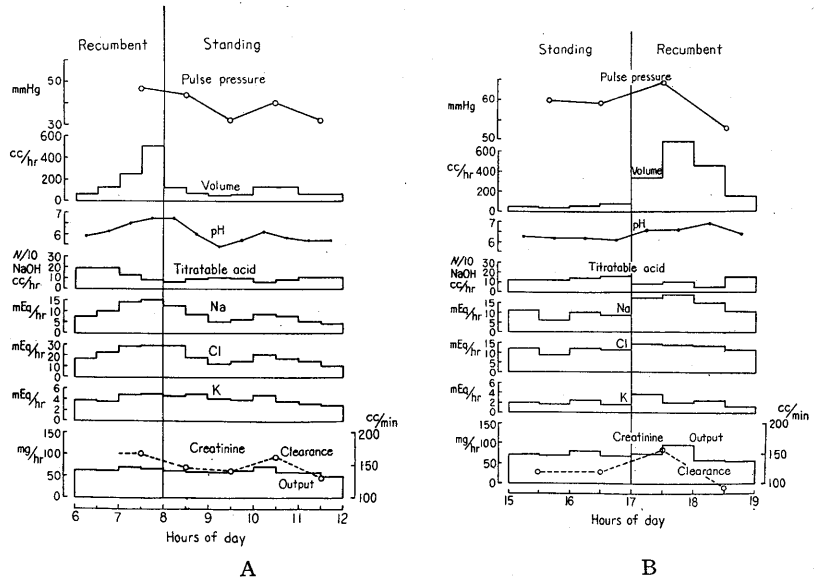 Recumbent Standing
mmHg
50
30
Pulse pressure
cc/hr
600
400
200
0
Volume
7
6
pH
N/10
NaOH
cc/hr
30
20
10
0
Titratable acid
mEq/hr
15
10
5
0
Na
mEq/hr
30
20
10
0
Cl
mEq/hr
6
4
2
0
K
cc/min
mg/hr
150
100
50
0
Creatinine
Clearance
Output
200
150
100
6 7 8 9 10 11 12
Hours of day
A
Standing Recumbent
mmHg
60
50
Pulse pressure
cc/hr
600
400
200
0
Volume
7
6
pH
N/10
NaOH
cc/hr
30
20
10
0
Titratable acid
mEq/hr
15
10
5
0
Na
mEq/hr
15
10
5
0
Cl
mEq/hr
6
4
2
0
K
cc/min
mg/hr
150
100
50
0
Creatinine
Output
Clearance
200
150
100
15 16 17 18 19
Hours of day
B